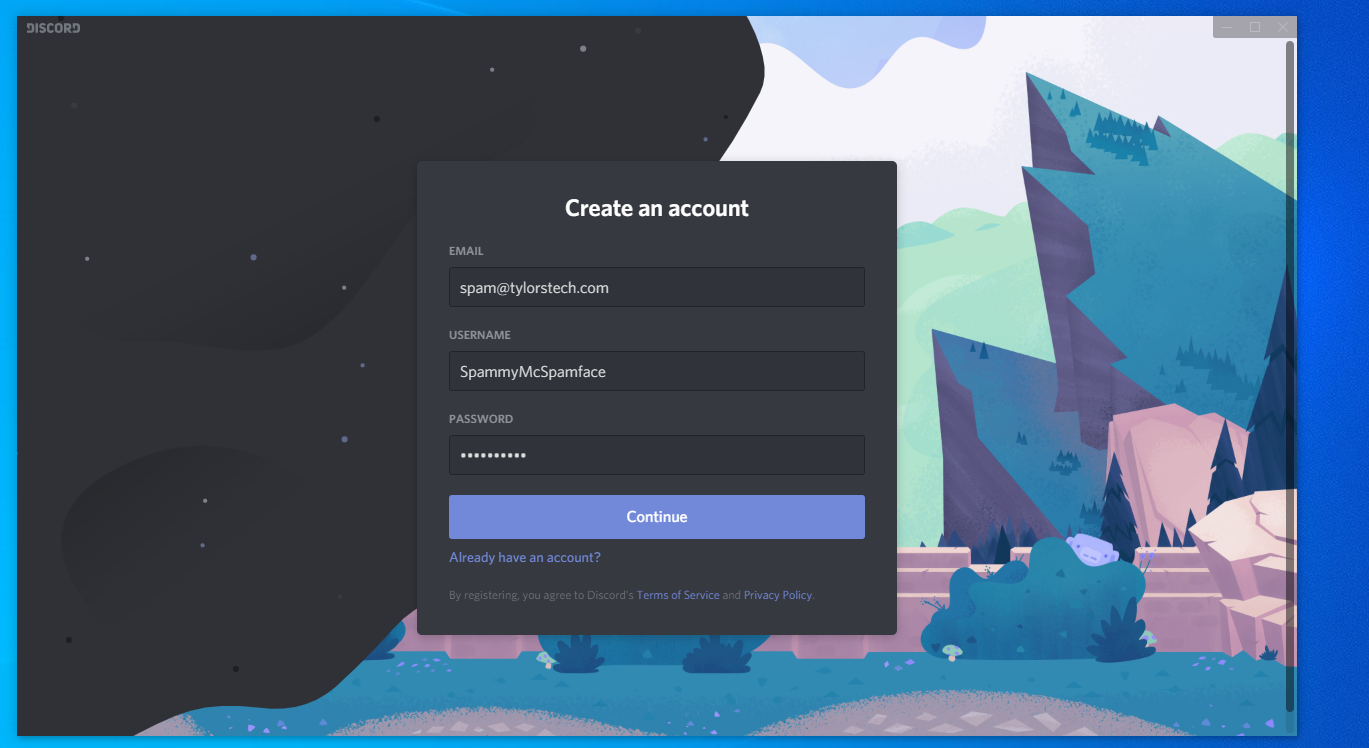 DISCORD
Create an account
EMAIL
spam@tylorstech.com
USERNAME
SpammyMcSpamface
PASSWORD
••••••••••
Continue
Already have an account?
By registering, you agree to Discord's Terms of Service and Privacy Policy.